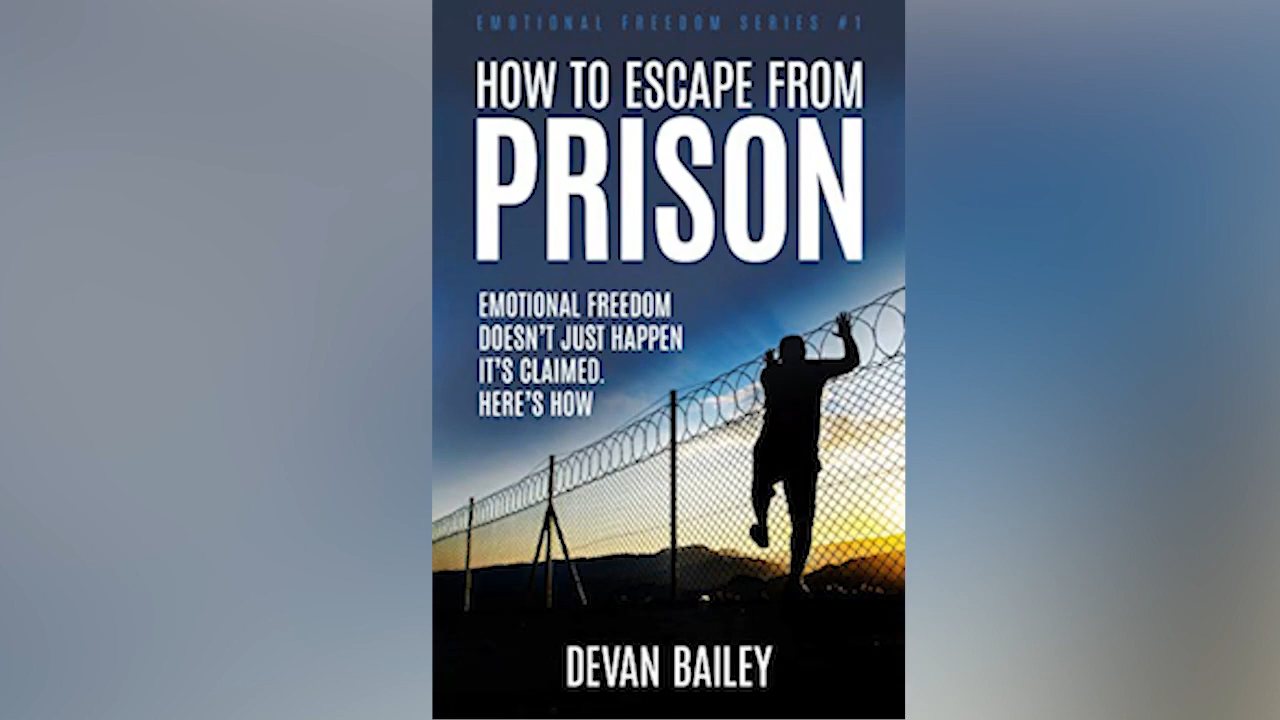 EMOTIONAL FREEDOM SERIES #1
HOW TO ESCAPE FROM
PRISON
EMOTIONAL FREEDOM
DOESN'T JUST HAPPEN
IT'S CLAIMED.
HERE'S HOW
DEVAN BAILEY